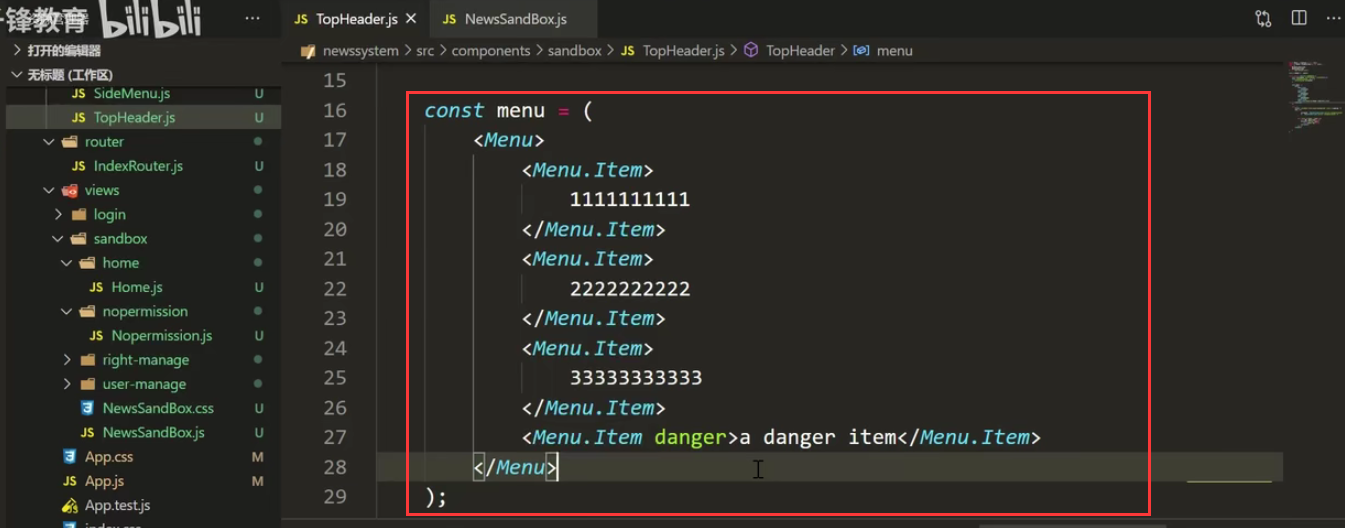 锋教育 bilibili
···
JS TopHeader.js ×
JS NewsSandBox.js
···
打开的编辑器
无标题 (工作区)
newssystem > src > components > sandbox > JS TopHeader.js > TopHeader > menu
JS SideMenu.js U
JS TopHeader.js U
router
JS IndexRouter.js U
views
login
sandbox
home
JS Home.js U
nopermission
JS Nopermission.js U
right-manage
user-manage
NewsSandBox.css U
JS NewsSandBox.js U
App.css M
JS App.js M
App.test.js
15
16 const menu = (
17 <Menu>
18 <Menu.Item>
19 1111111111
20 </Menu.Item>
21 <Menu.Item>
22 2222222222
23 </Menu.Item>
24 <Menu.Item>
25 33333333333
26 </Menu.Item>
27 <Menu.Item danger>a danger item</Menu.Item>
28 </Menu>
29 );